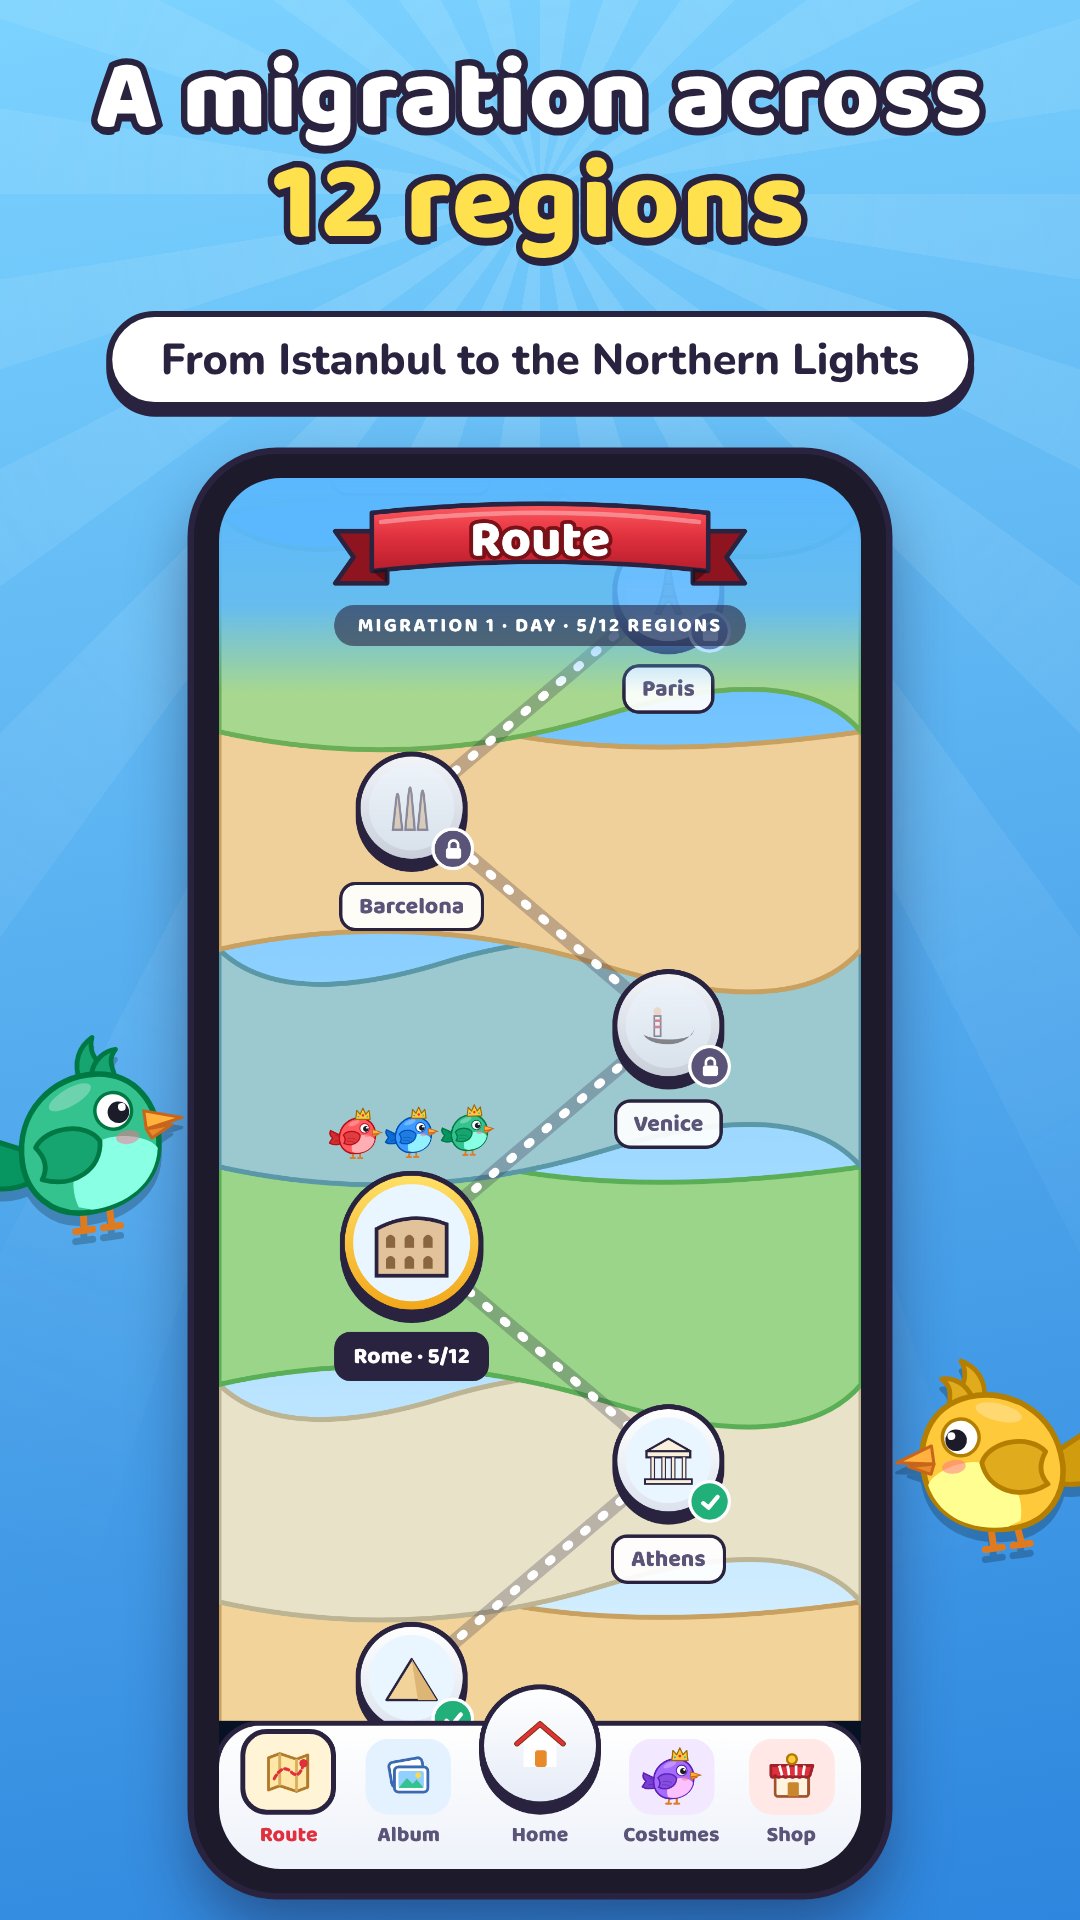 A migration across
12 regions
From Istanbul to the Northern Lights
Route
MIGRATION 1 · DAY · 5/12 REGIONS
Paris
Barcelona
Venice
Rome · 5/12
Athens
Route
Album
Home
Costumes
Shop